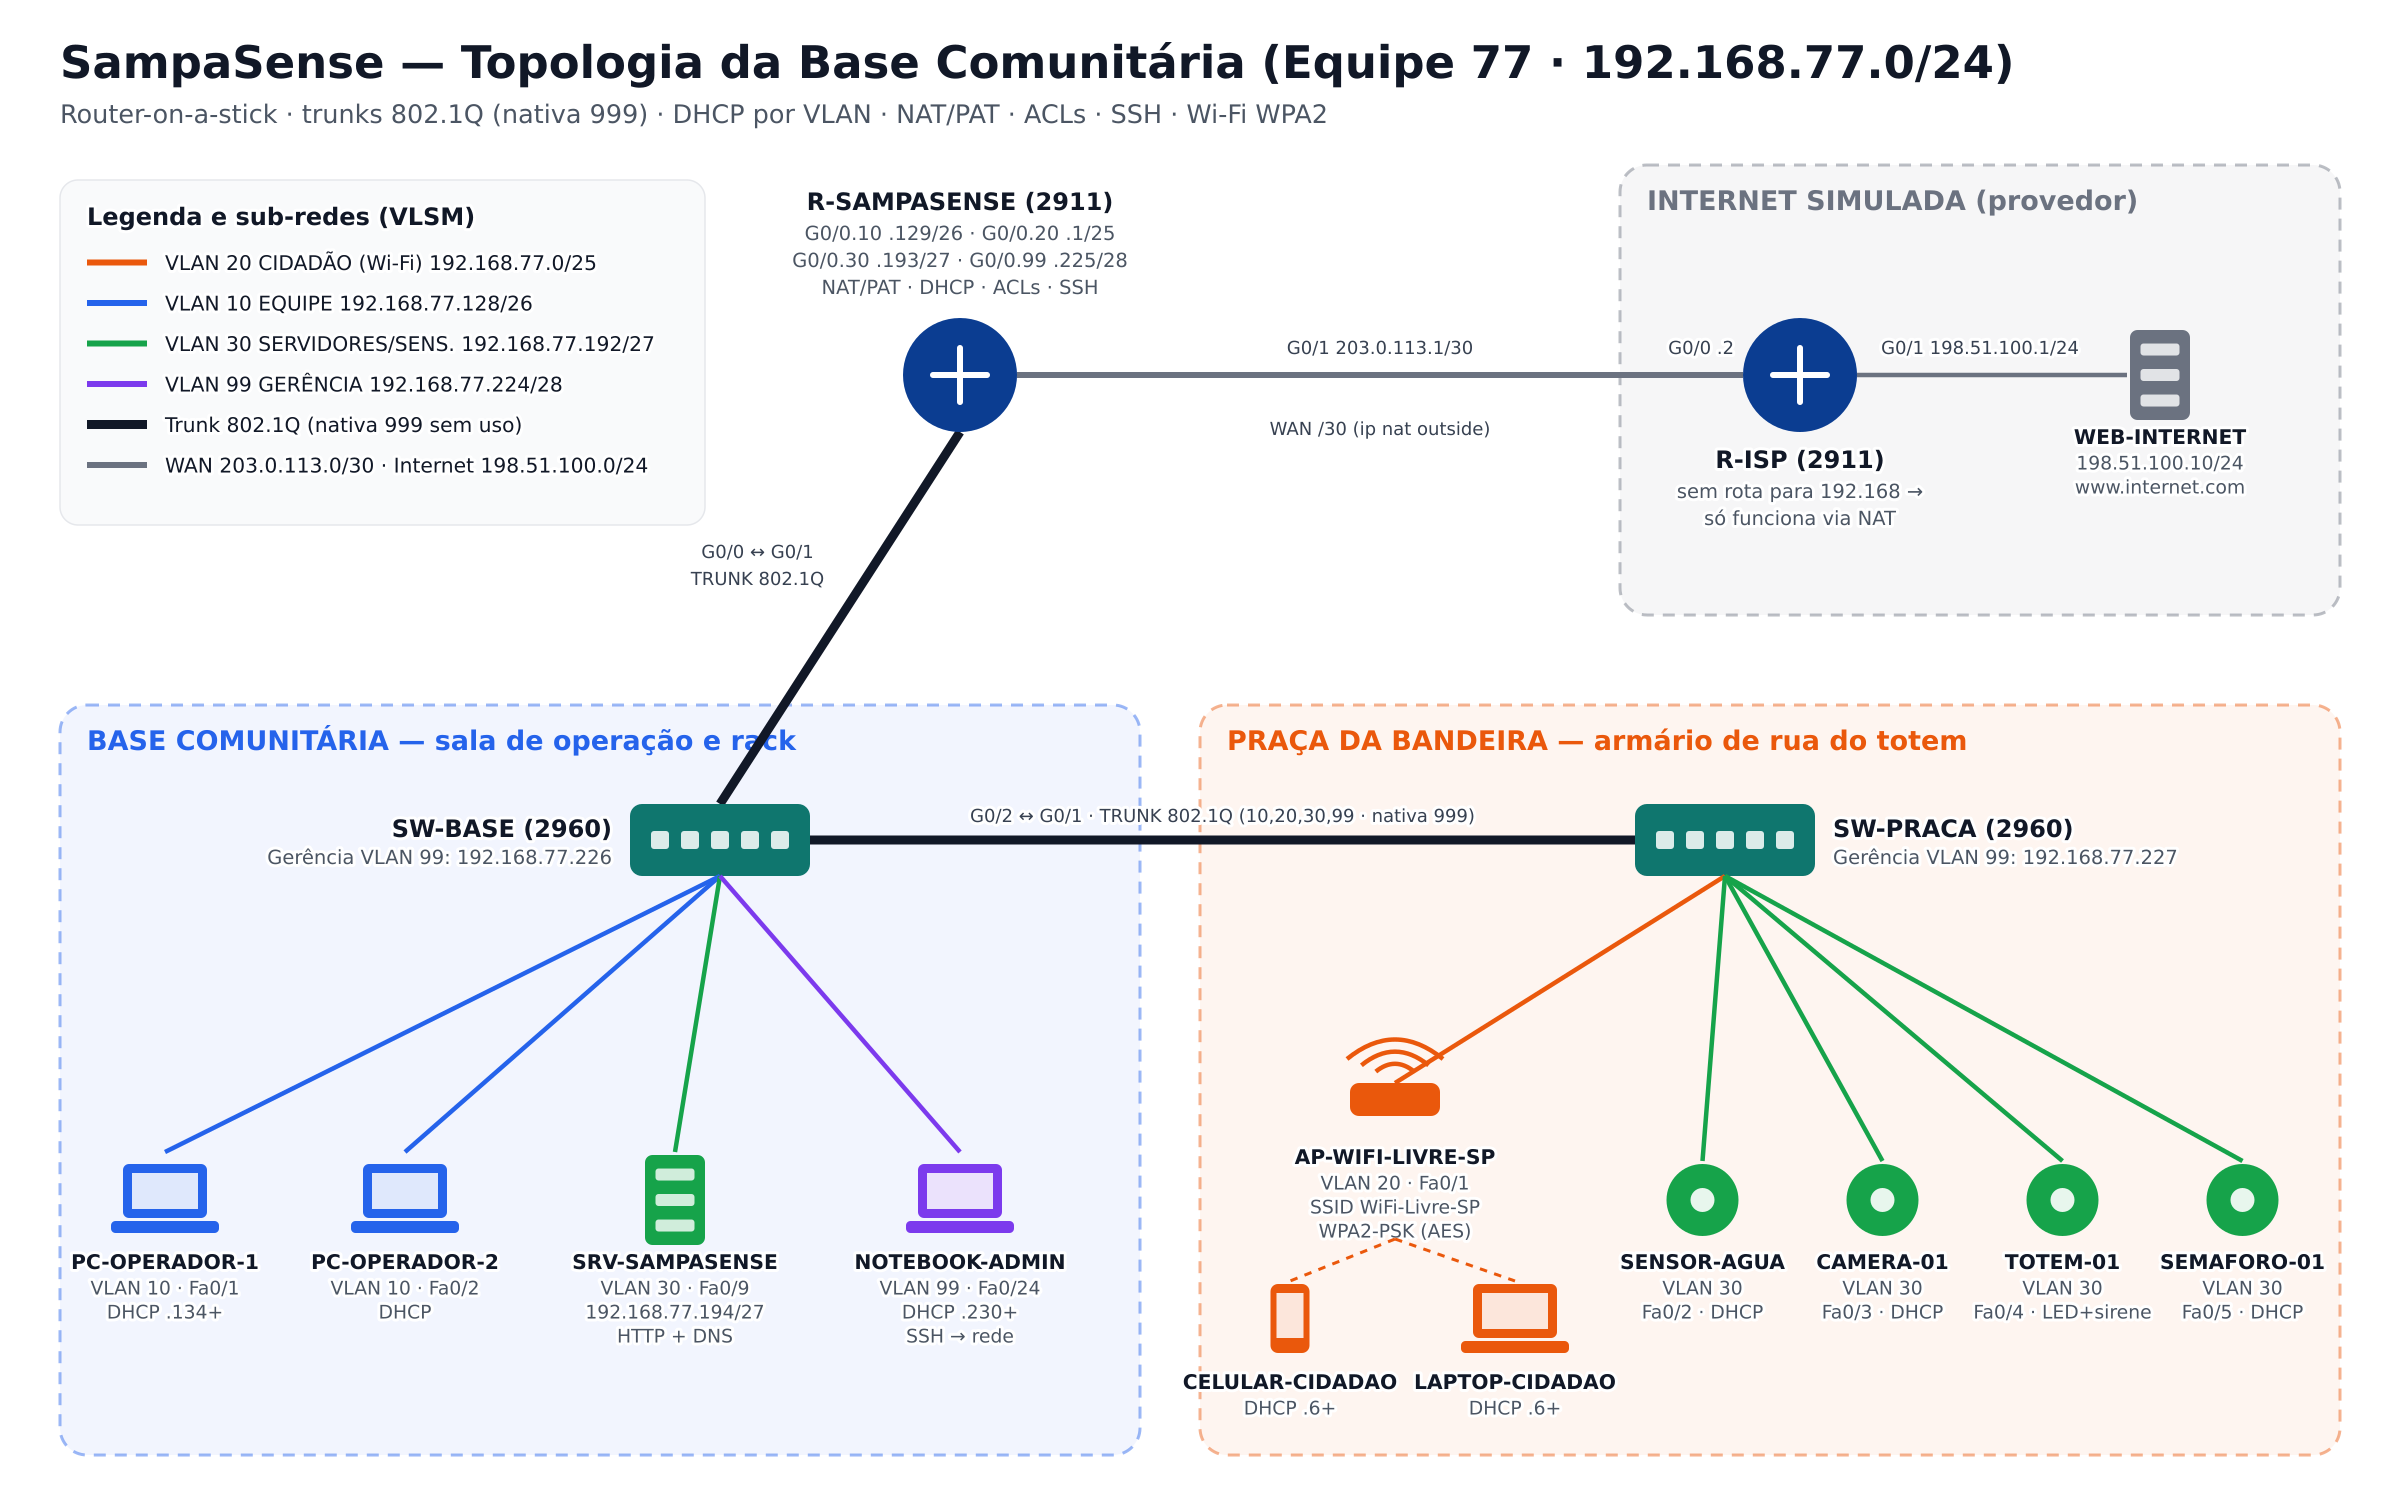 SampaSense — Topologia da Base Comunitária (Equipe 77 · 192.168.77.0/24)
Router-on-a-stick · trunks 802.1Q (nativa 999) · DHCP por VLAN · NAT/PAT · ACLs · SSH · Wi-Fi WPA2
Legenda e sub-redes (VLSM)
VLAN 20 CIDADÃO (Wi-Fi) 192.168.77.0/25
VLAN 10 EQUIPE 192.168.77.128/26
VLAN 30 SERVIDORES/SENS. 192.168.77.192/27
VLAN 99 GERÊNCIA 192.168.77.224/28
Trunk 802.1Q (nativa 999 sem uso)
WAN 203.0.113.0/30 · Internet 198.51.100.0/24
R-SAMPASENSE (2911)
G0/0.10 .129/26 · G0/0.20 .1/25
G0/0.30 .193/27 · G0/0.99 .225/28
NAT/PAT · DHCP · ACLs · SSH
G0/1 203.0.113.1/30
WAN /30 (ip nat outside)
INTERNET SIMULADA (provedor)
G0/0 .2
G0/1 198.51.100.1/24
R-ISP (2911)
sem rota para 192.168 →
só funciona via NAT
WEB-INTERNET
198.51.100.10/24
www.internet.com
G0/0 ↔ G0/1
TRUNK 802.1Q
BASE COMUNITÁRIA — sala de operação e rack
SW-BASE (2960)
Gerência VLAN 99: 192.168.77.226
G0/2 ↔ G0/1 · TRUNK 802.1Q (10,20,30,99 · nativa 999)
PC-OPERADOR-1
VLAN 10 · Fa0/1
DHCP .134+
PC-OPERADOR-2
VLAN 10 · Fa0/2
DHCP
SRV-SAMPASENSE
VLAN 30 · Fa0/9
192.168.77.194/27
HTTP + DNS
NOTEBOOK-ADMIN
VLAN 99 · Fa0/24
DHCP .230+
SSH → rede
PRAÇA DA BANDEIRA — armário de rua do totem
SW-PRACA (2960)
Gerência VLAN 99: 192.168.77.227
AP-WIFI-LIVRE-SP
VLAN 20 · Fa0/1
SSID WiFi-Livre-SP
WPA2-PSK (AES)
CELULAR-CIDADAO
DHCP .6+
LAPTOP-CIDADAO
DHCP .6+
SENSOR-AGUA
VLAN 30
Fa0/2 · DHCP
CAMERA-01
VLAN 30
Fa0/3 · DHCP
TOTEM-01
VLAN 30
Fa0/4 · LED+sirene
SEMAFORO-01
VLAN 30
Fa0/5 · DHCP